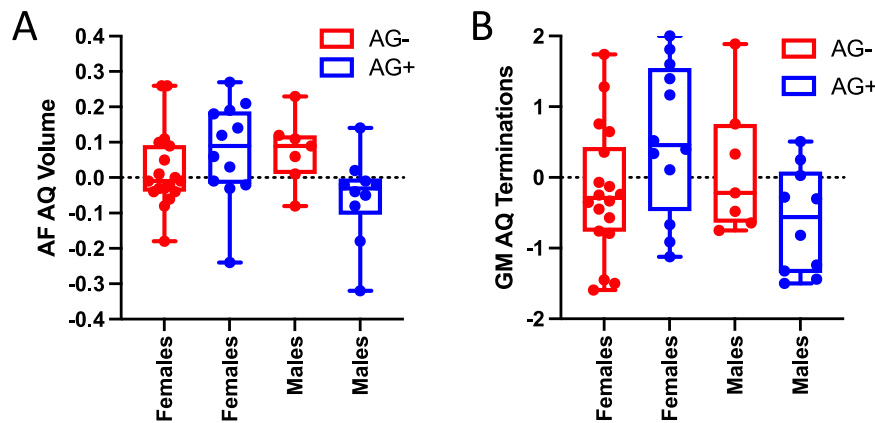 A
AF AQ Volume
0.4
0.3
0.2
0.1
0.0
-0.1
-0.2
-0.3
-0.4
AG-
AG+
Females
Females
Males
Males
B
GM AQ Terminations
2
1
0
-1
-2
AG-
AG+
Females
Females
Males
Males